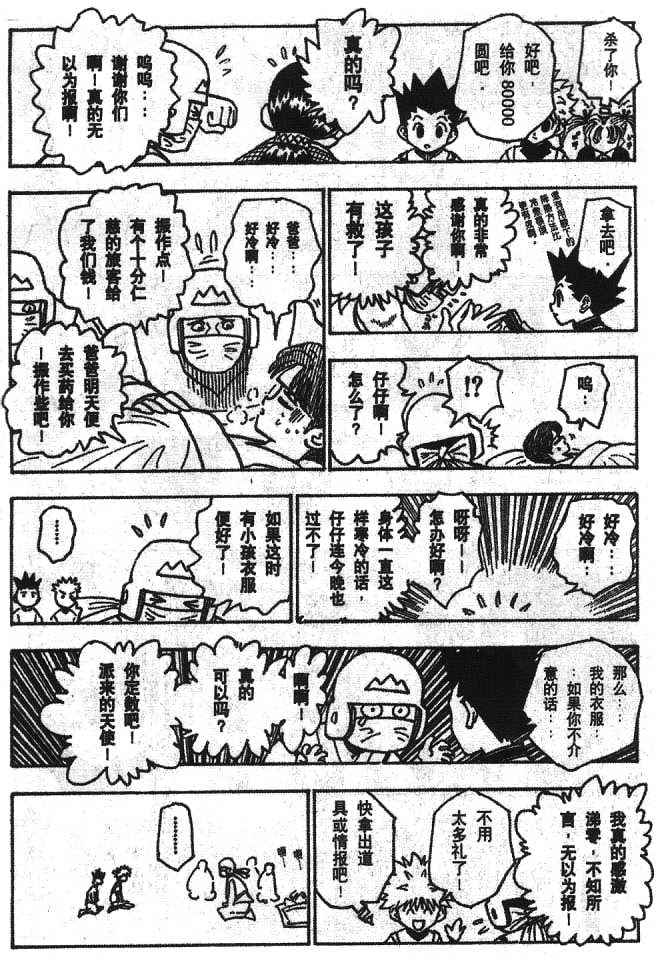 杀了你！
好吧．
给你 80000
圆吧．
真的吗？
呜呜：：
谢谢你们
啊！真的无
以为报啊！
拿去吧．
真的非常
感谢你啊！
这孩子
有救了！
呜：
！？
仔仔啊！
怎么了？
爸爸：：
好冷：：
好冷啊：：
振作点！
有个十分仁
慈的旅客给
了我们钱！
爸爸明天便
去买药给你
！振作些吧！
好冷：：
好冷啊：
呀呀！！
怎办好啊？
身体一直这
样寒冷的话，
仔仔连今晚也
过不了！
如果这时
有小孩衣服
便好了！
……
那么：：
我的衣服：
：如果你不介
意的话：：
啊啊！
真的
可以吗？
你定数吧！
派来的天使！
我真的感激
涕零．不知所
言．无以为报！
不用
太多礼了！
快拿出道
具或情报吧！
………